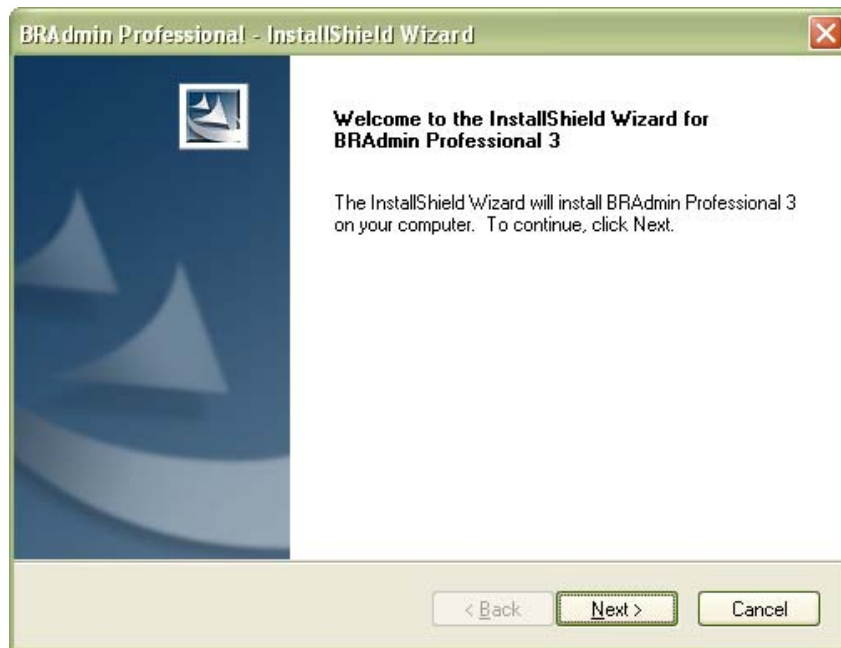 BRAdmin Professional - InstallShield Wizard
Welcome to the InstallShield Wizard for
BRAdmin Professional 3
The InstallShield Wizard will install BRAdmin Professional 3
on your computer. To continue, click Next.
< Back
Next >
Cancel